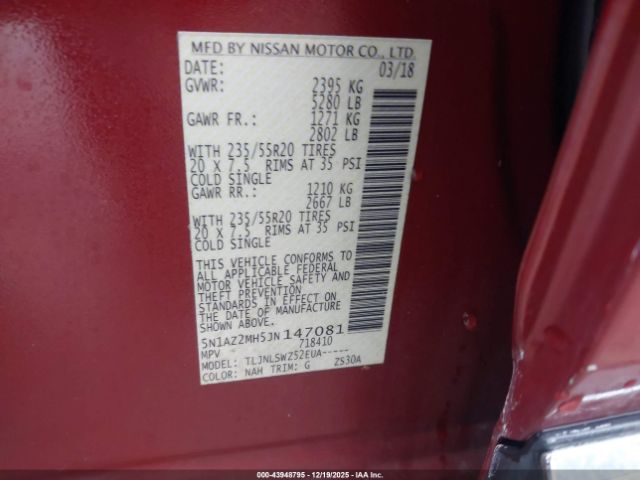 MFD BY NISSAN MOTOR CO., LTD.
DATE: 03/18
GVWR: 2395 KG
5280 LB
GAWR FR.: 1271 KG
2802 LB
WITH 235/55R20 TIRES
20 X 7.5 RIMS AT 35 PSI
COLD SINGLE
GAWR RR.: 1210 KG
2667 LB
WITH 235/55R20 TIRES
20 X 7.5 RIMS AT 35 PSI
COLD SINGLE
THIS VEHICLE CONFORMS TO
ALL APPLICABLE FEDERAL
MOTOR VEHICLE SAFETY AND
THEFT PREVENTION
STANDARDS IN EFFECT ON
THE DATE OF MANUFACTURE
SHOWN ABOVE.
5N1AZ2MH5JN147081
MPV 718410
MODEL: TLJNLSWZ52EUA-----
COLOR: NAH TRIM: G ZS30A
000-43948795 - 12/19/2025 - IAA Inc.